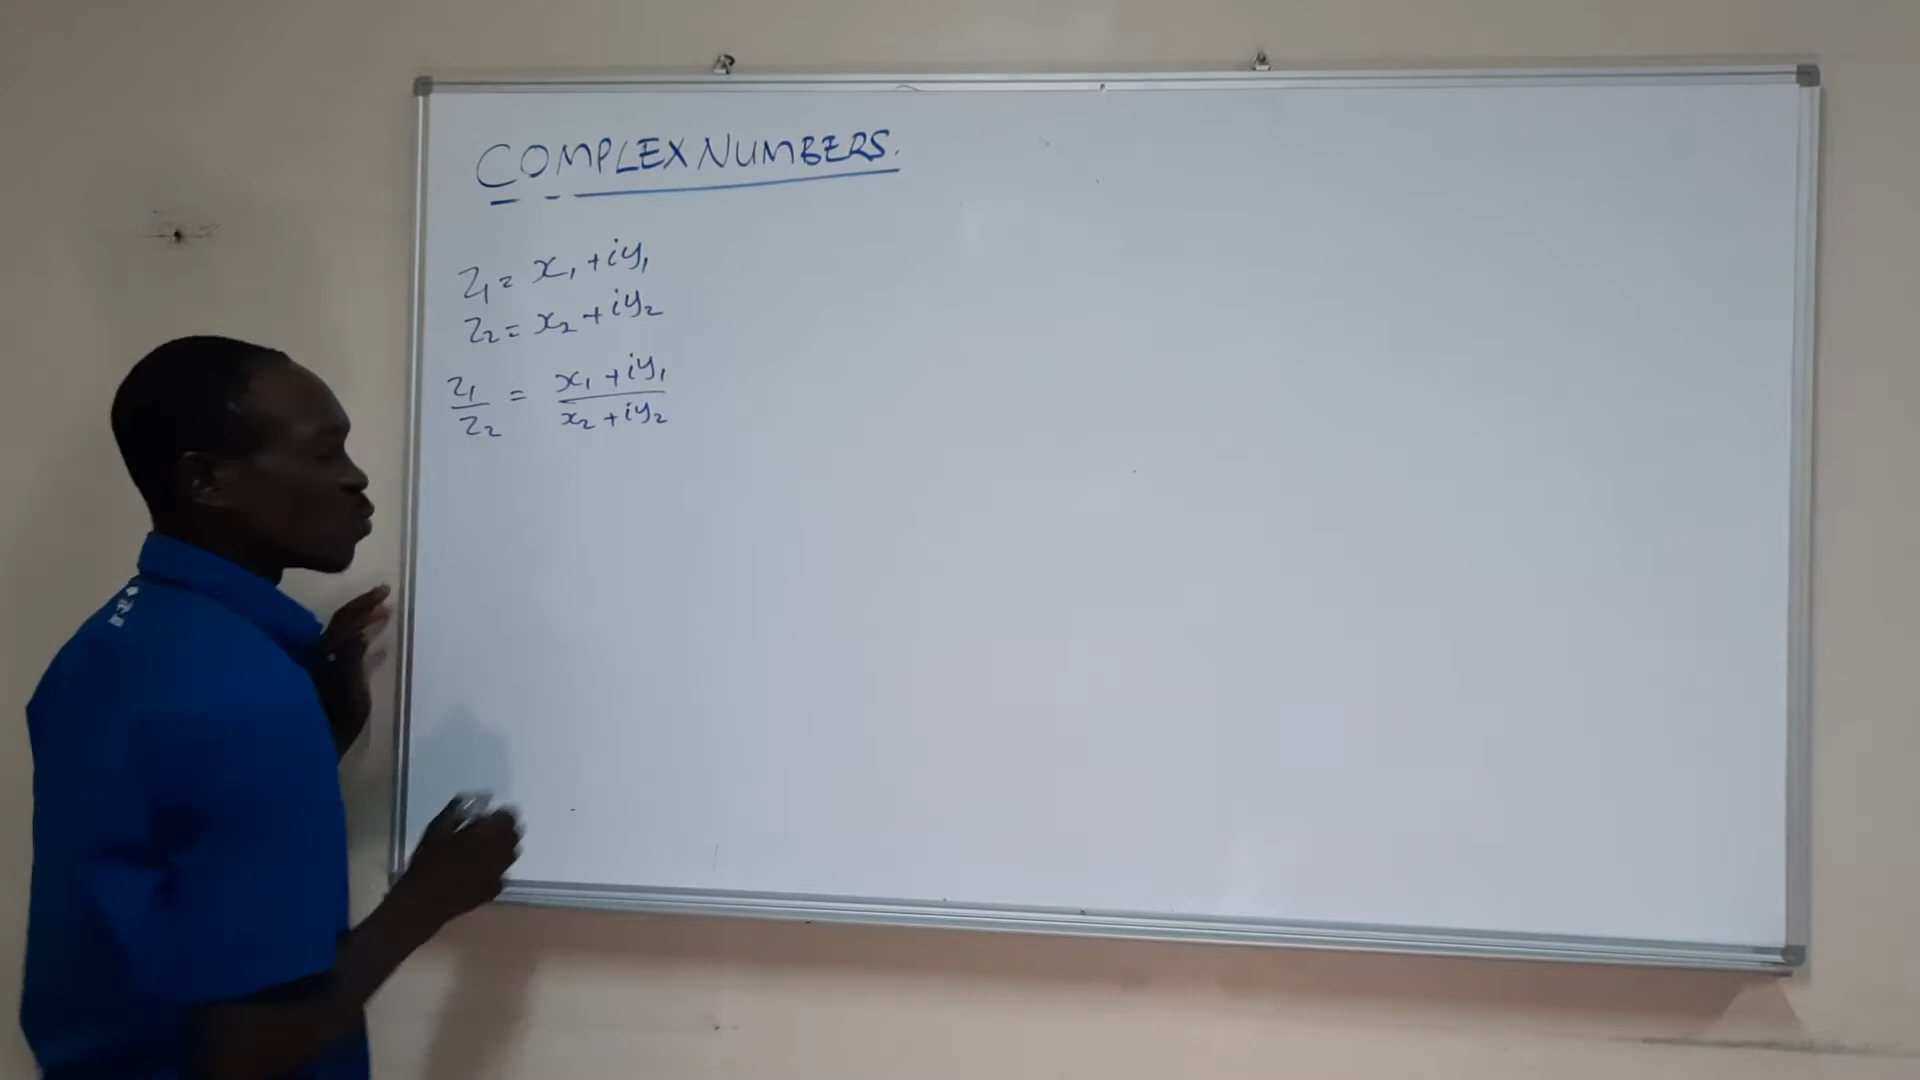 COMPLEX NUMBERS.
z₁ = x₁ + iy₁
z₂ = x₂ + iy₂
z₁/z₂ = (x₁ + iy₁)/(x₂ + iy₂)